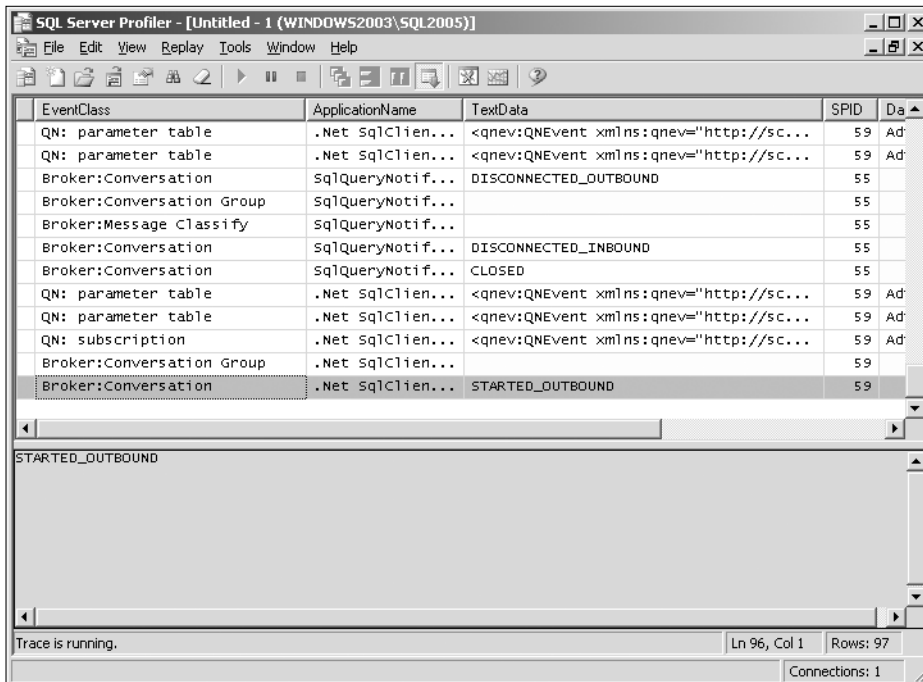 SQL Server Profiler - [Untitled - 1 (WINDOWS2003\SQL2005)]
File Edit View Replay Tools Window Help
EventClass ApplicationName TextData SPID Da
QN: parameter table .Net SqlClien... <qnev:QNEvent xmlns:qnev="http://sc... 59 Ad
QN: parameter table .Net SqlClien... <qnev:QNEvent xmlns:qnev="http://sc... 59 Ad
Broker:Conversation SqlQueryNotif... DISCONNECTED_OUTBOUND 55
Broker:Conversation Group SqlQueryNotif... 55
Broker:Message Classify SqlQueryNotif... 55
Broker:Conversation SqlQueryNotif... DISCONNECTED_INBOUND 55
Broker:Conversation SqlQueryNotif... CLOSED 55
QN: parameter table .Net SqlClien... <qnev:QNEvent xmlns:qnev="http://sc... 59 Ad
QN: parameter table .Net SqlClien... <qnev:QNEvent xmlns:qnev="http://sc... 59 Ad
QN: subscription .Net SqlClien... <qnev:QNEvent xmlns:qnev="http://sc... 59 Ad
Broker:Conversation Group .Net SqlClien... 59
Broker:Conversation .Net SqlClien... STARTED_OUTBOUND 59
STARTED_OUTBOUND
Trace is running. Ln 96, Col 1 Rows: 97
Connections: 1